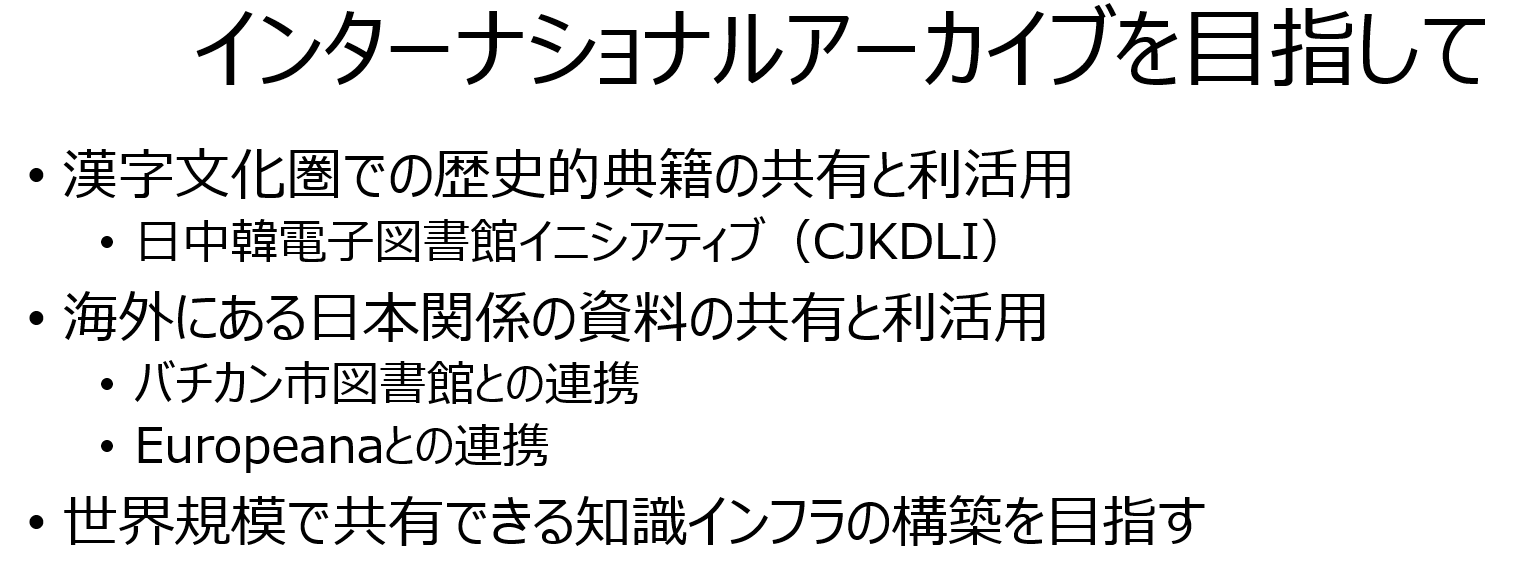 インターナショナルアーカイブを目指して
• 漢字文化圏での歴史的典籍の共有と利活用
• 日中韓電子図書館イニシアティブ（CJKDLI）
• 海外にある日本関係の資料の共有と利活用
• バチカン市図書館との連携
• Europeanaとの連携
• 世界規模で共有できる知識インフラの構築を目指す